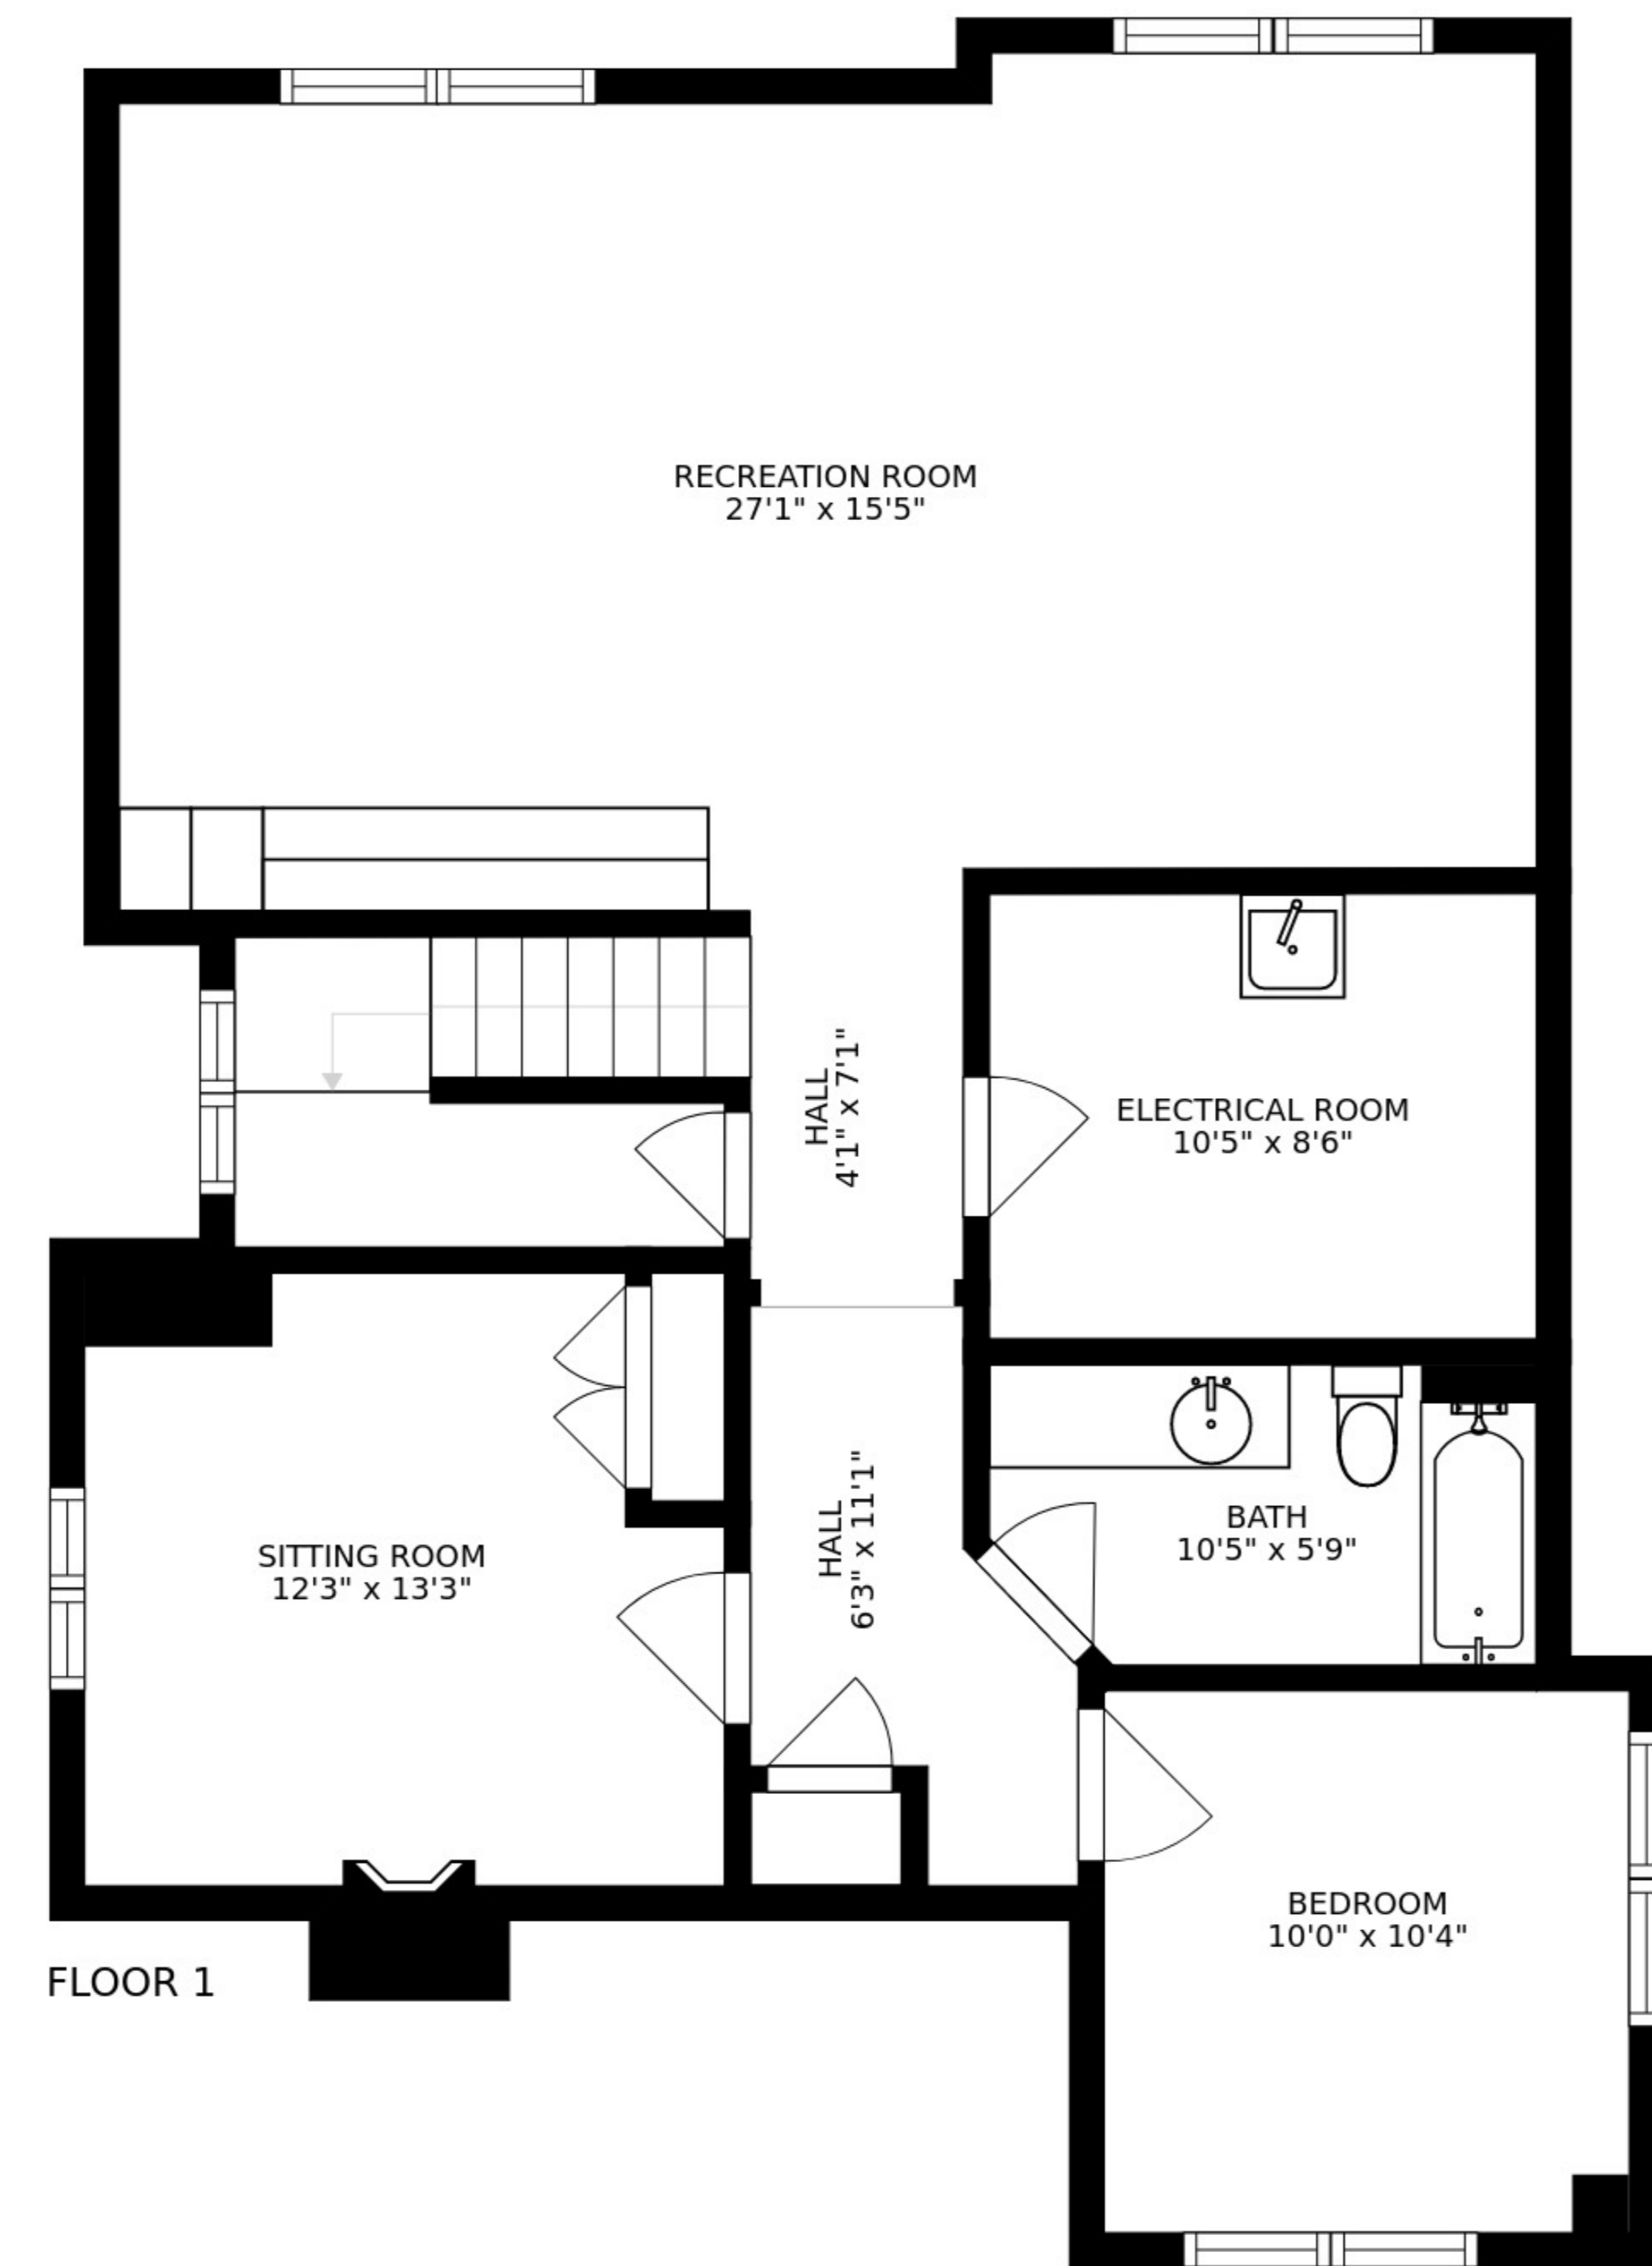 RECREATION ROOM
27'1" x 15'5"
HALL
4'1" x 7'1"
ELECTRICAL ROOM
10'5" x 8'6"
SITTING ROOM
12'3" x 13'3"
HALL
6'3" x 11'1"
BATH
10'5" x 5'9"
BEDROOM
10'0" x 10'4"
FLOOR 1